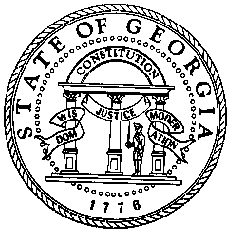 STATE OF GEORGIA
CONSTITUTION
WIS
DOM
JUSTICE
MODER
ATION
1776